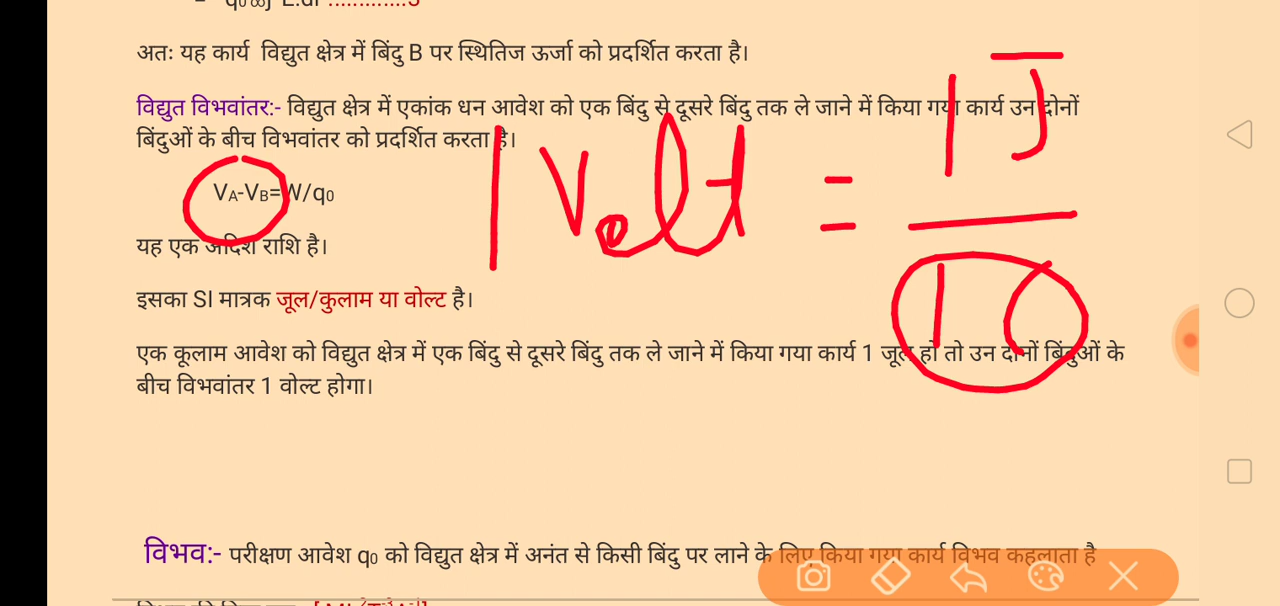 अतः यह कार्य विद्युत क्षेत्र में बिंदु B पर स्थितिज ऊर्जा को प्रदर्शित करता है।
विद्युत विभवांतर:- विद्युत क्षेत्र में एकांक धन आवेश को एक बिंदु से दूसरे बिंदु तक ले जाने में किया गया कार्य उन दोनों
बिंदुओं के बीच विभवांतर को प्रदर्शित करता है।
VA-VB=W/q0
1 Volt = 1J
1C
यह एक अदिश राशि है।
इसका SI मात्रक जूल/कुलाम या वोल्ट है।
एक कूलाम आवेश को विद्युत क्षेत्र में एक बिंदु से दूसरे बिंदु तक ले जाने में किया गया कार्य 1 जूल हो तो उन दोनों बिंदुओं के
बीच विभवांतर 1 वोल्ट होगा।
विभव:- परीक्षण आवेश q0 को विद्युत क्षेत्र में अनंत से किसी बिंदु पर लाने के लिए किया गया कार्य विभव कहलाता है